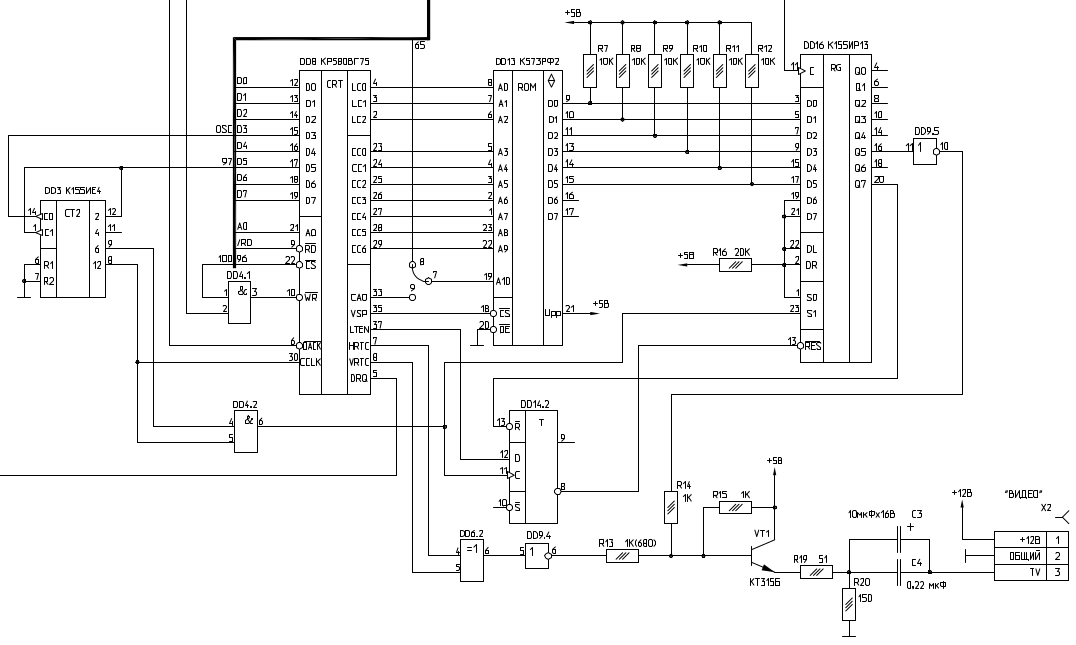 +5В
65
DD8 КР580ВГ75
DD13 К573РФ2
R7 10K
R8 10K
R9 10K
R10 10K
R11 10K
R12 10K
DD16 К155ИР13
CRT
ROM
RG
D0 12 D0 LC0 4 8 A0 D0 9
D1 13 D1 LC1 3 7 A1 D1 10
D2 14 D2 LC2 2 6 A2 D2 11
OSC D3 15 D3 D3 13
D4 16 D4 CC0 23 5 A3 D4 14
97 D5 17 D5 CC1 24 4 A4 D5 15
D6 18 D6 CC2 25 3 A5 D6 16
D7 19 D7 CC3 26 2 A6 D7 17
CC4 27 1 A7
A0 21 A0 CC5 28 23 A8
/RD 9 RD CC6 29 22 A9
100 96 22 CS
8
7
19 A10
9
10 WR CA0 33
VSP 35 18 CS Upp 21 +5В
LTEN 37 20 OE
6 DACK HRTC 7
30 CCLK VRTC 8
DRQ 5
11 C Q0 4
Q1 6
3 D0 Q2 8
5 D1 Q3 10
7 D2 Q4 14
9 D3 Q5 16
15 D4 Q6 18
17 D5 Q7 20
19 D6
21 D7
22 DL
2 DR
1 S0
23 S1
13 RES
+5В R16 20K
DD9.5
11 1 10
DD3 К155ИЕ4
CT2
14 C0 2 12
1 C1 4 11
6 9
6 R1 12 8
7 R2
DD4.1
1 & 3
2
DD4.2
4 & 6
5
DD14.2
T
13 R 9
12 D
11 C 8
10 S
DD6.2
4 =1 6
5
DD9.4
5 1 6
R13 1K(680)
R14
1K
R15 1K
+5В
VT1
КТ315Б
R19 51
R20
150
10мкФх16В C3
+
C4
0.22 мкФ
+12В
"ВИДЕО"
X2
+12В 1
ОБЩИЙ 2
TV 3